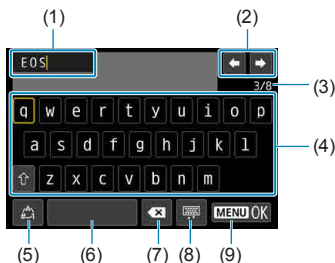 (1) (2)
EOS
3/8 (3)
q w e r t y u i o p
a s d f g h j k l (4)
z x c v b n m
MENU OK
(5) (6) (7) (8) (9)